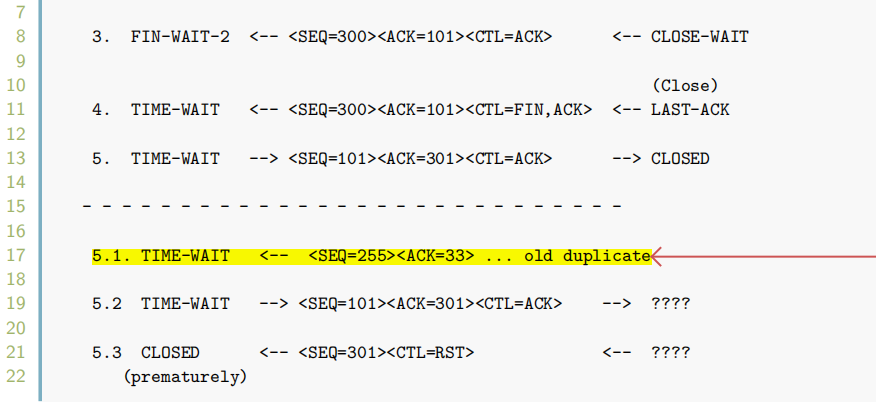 7
8 3. FIN-WAIT-2 <-- <SEQ=300><ACK=101><CTL=ACK> <-- CLOSE-WAIT
9
10 (Close)
11 4. TIME-WAIT <-- <SEQ=300><ACK=101><CTL=FIN,ACK> <-- LAST-ACK
12
13 5. TIME-WAIT --> <SEQ=101><ACK=301><CTL=ACK> --> CLOSED
14
15 - - - - - - - - - - - - - - - - - - - - - - - - - - - -
16
17 5.1. TIME-WAIT <-- <SEQ=255><ACK=33> ... old duplicate
18
19 5.2 TIME-WAIT --> <SEQ=101><ACK=301><CTL=ACK> --> ????
20
21 5.3 CLOSED <-- <SEQ=301><CTL=RST> <-- ????
22 (prematurely)